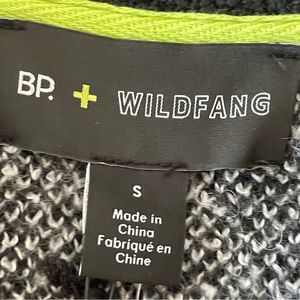 BP. + WILDFANG
S
Made in
China
Fabriqué en
Chine